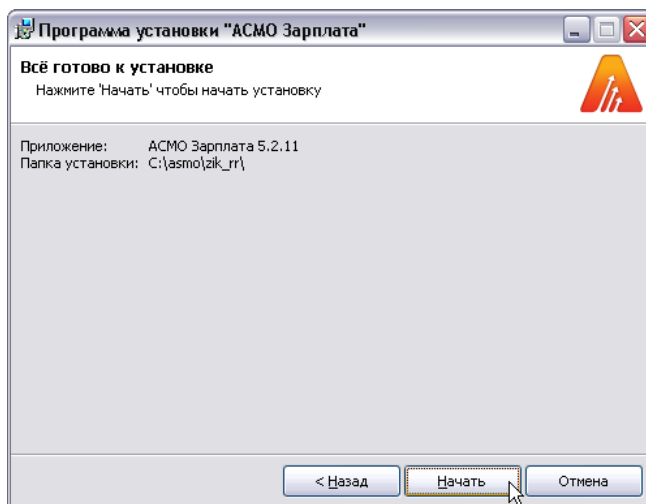 Программа установки "АСМО Зарплата"
Всё готово к установке
Нажмите 'Начать' чтобы начать установку
Приложение: АСМО Зарплата 5.2.11
Папка установки: C:\asmo\zik_rr\
< Назад Начать Отмена